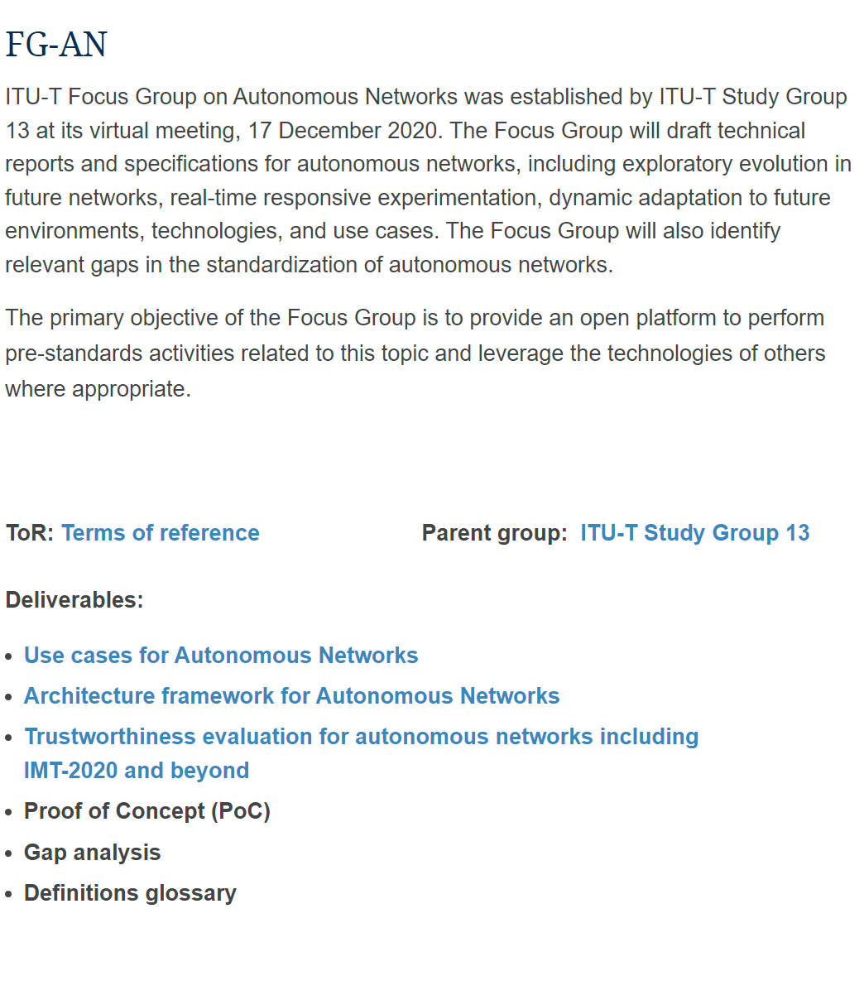 FG-AN
ITU-T Focus Group on Autonomous Networks was established by ITU-T Study Group
13 at its virtual meeting, 17 December 2020. The Focus Group will draft technical
reports and specifications for autonomous networks, including exploratory evolution in
future networks, real-time responsive experimentation, dynamic adaptation to future
environments, technologies, and use cases. The Focus Group will also identify
relevant gaps in the standardization of autonomous networks.
The primary objective of the Focus Group is to provide an open platform to perform
pre-standards activities related to this topic and leverage the technologies of others
where appropriate.
ToR: Terms of reference Parent group: ITU-T Study Group 13
Deliverables:
• Use cases for Autonomous Networks
• Architecture framework for Autonomous Networks
• Trustworthiness evaluation for autonomous networks including
IMT-2020 and beyond
• Proof of Concept (PoC)
• Gap analysis
• Definitions glossary